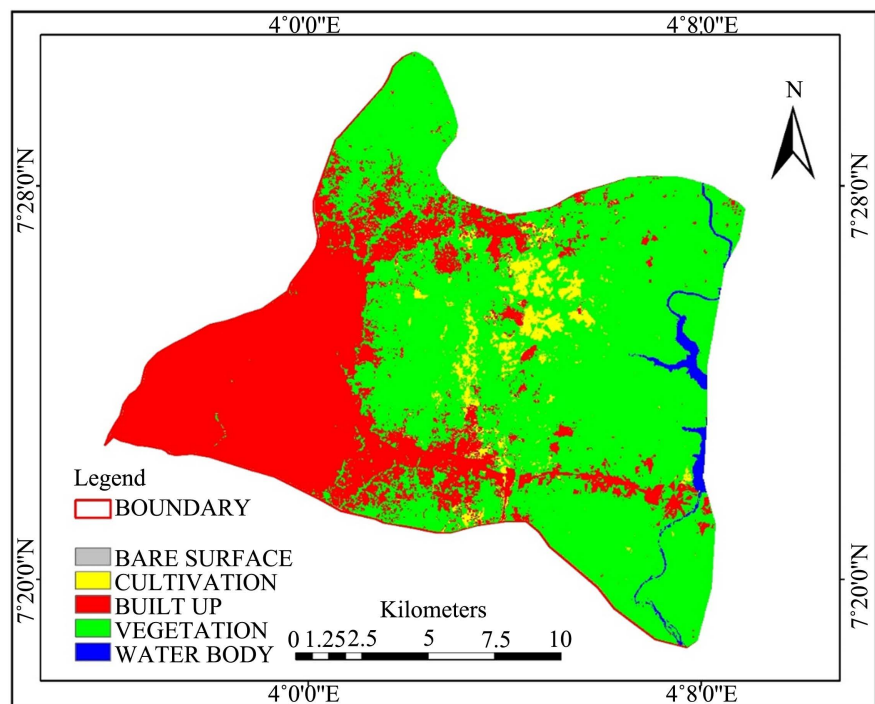 4°0'0"E 4°8'0"E
N
7°28'0"N 7°28'0"N
Legend
BOUNDARY
BARE SURFACE
CULTIVATION
BUILT UP
VEGETATION
WATER BODY
Kilometers
0 1.25 2.5 5 7.5 10
7°20'0"N 7°20'0"N
4°0'0"E 4°8'0"E